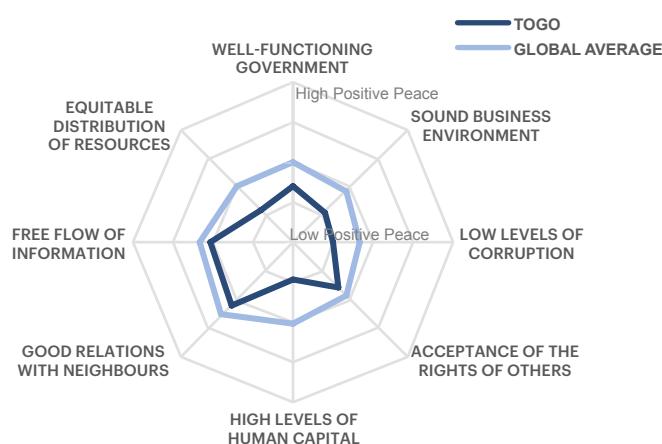 TOGO
GLOBAL AVERAGE
WELL-FUNCTIONING
GOVERNMENT
High Positive Peace
SOUND BUSINESS
ENVIRONMENT
EQUITABLE
DISTRIBUTION
OF RESOURCES
FREE FLOW OF
INFORMATION
Low Positive Peace
LOW LEVELS OF
CORRUPTION
GOOD RELATIONS
WITH NEIGHBOURS
ACCEPTANCE OF THE
RIGHTS OF OTHERS
HIGH LEVELS OF
HUMAN CAPITAL